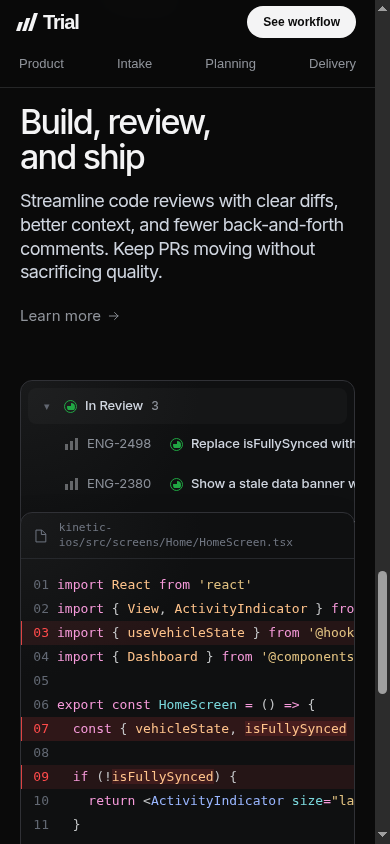 Trial
See workflow
Product Intake Planning Delivery
Build, review,
and ship
Streamline code reviews with clear diffs,
better context, and fewer back-and-forth
comments. Keep PRs moving without
sacrificing quality.
Learn more →
In Review 3
ENG-2498 Replace isFullySynced with
ENG-2380 Show a stale data banner w
kinetic-
ios/src/screens/Home/HomeScreen.tsx
01 import React from 'react'
02 import { View, ActivityIndicator } fro
03 import { useVehicleState } from '@hook
04 import { Dashboard } from '@components
05
06 export const HomeScreen = () => {
07 const { vehicleState, isFullySynced
08
09 if (!isFullySynced) {
10 return <ActivityIndicator size="la
11 }